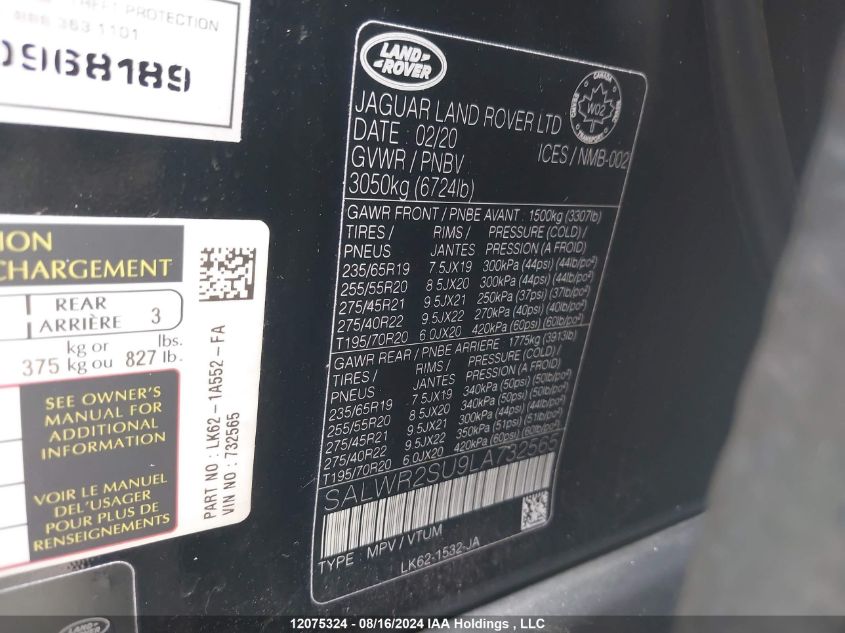 THEFT PROTECTION
363 1101
0968189
LAND
ROVER
JAGUAR LAND ROVER LTD
DATE : 02/20
GVWR / PNBV
3050kg (6724lb)
CANADA
W02
TRANSPORT
ICES / NMB-002
GAWR FRONT / PNBE AVANT : 1500kg (3307lb)
TIRES / RIMS / PRESSURE (COLD) /
PNEUS JANTES PRESSION (A FROID)
235/65R19 7.5JX19 300kPa (44psi) (44lb/po²)
255/55R20 8.5JX20 300kPa (44psi) (44lb/po²)
275/45R21 9.5JX21 250kPa (37psi) (37lb/po²)
275/40R22 9.5JX22 270kPa (40psi) (40lb/po²)
T195/70R20 6.0JX20 420kPa (60psi) (60lb/po²)
GAWR REAR / PNBE ARRIERE : 1775kg (3913lb)
TIRES / RIMS / PRESSURE (COLD) /
PNEUS JANTES PRESSION (A FROID)
235/65R19 7.5JX19 340kPa (50psi) (50lb/po²)
255/55R20 8.5JX20 340kPa (50psi) (50lb/po²)
275/45R21 9.5JX21 300kPa (44psi) (44lb/po²)
275/40R22 9.5JX22 350kPa (51psi) (51lb/po²)
T195/70R20 6.0JX20 420kPa (60psi) (60lb/po²)
SALWR2SU9LA732565
TYPE : MPV / VTUM
LK62-1532-JA
ION
CHARGEMENT
REAR
ARRIÈRE 3
kg or lbs.
375 kg ou 827 lb.
SEE OWNER'S
MANUAL FOR
ADDITIONAL
INFORMATION
VOIR LE MANUEL
DE L'USAGER
POUR PLUS DE
RENSEIGNEMENTS
PART NO : LK62 - 1A552 - FA
VIN NO : 732565
LAND
12075324 - 08/16/2024 IAA Holdings , LLC